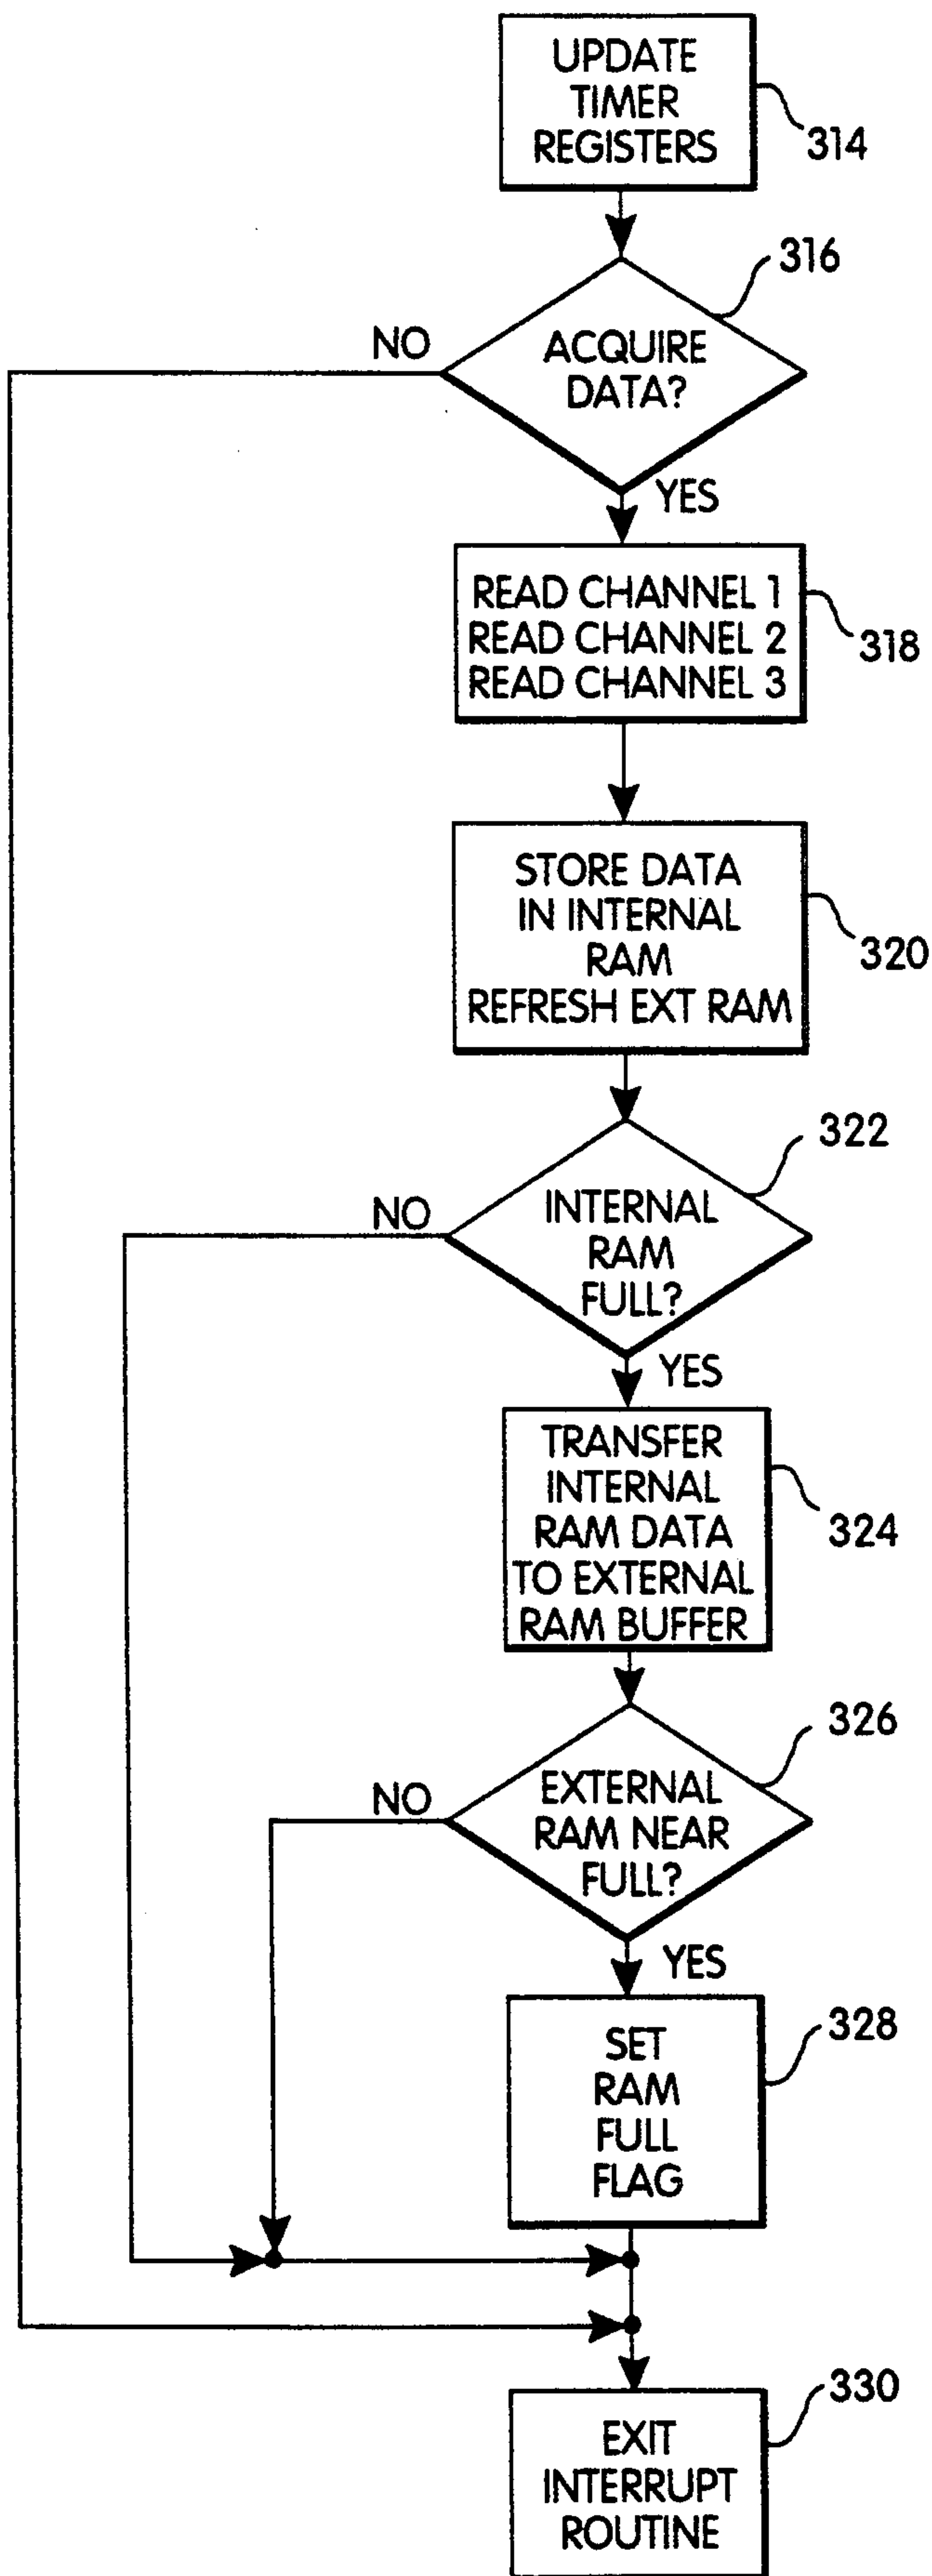 UPDATE
TIMER
REGISTERS
314
316
NO
ACQUIRE
DATA?
YES
READ CHANNEL 1
READ CHANNEL 2
READ CHANNEL 3
318
STORE DATA
IN INTERNAL
RAM
REFRESH EXT RAM
320
322
NO
INTERNAL
RAM
FULL?
YES
TRANSFER
INTERNAL
RAM DATA
TO EXTERNAL
RAM BUFFER
324
326
NO
EXTERNAL
RAM NEAR
FULL?
YES
SET
RAM
FULL
FLAG
328
330
EXIT
INTERRUPT
ROUTINE